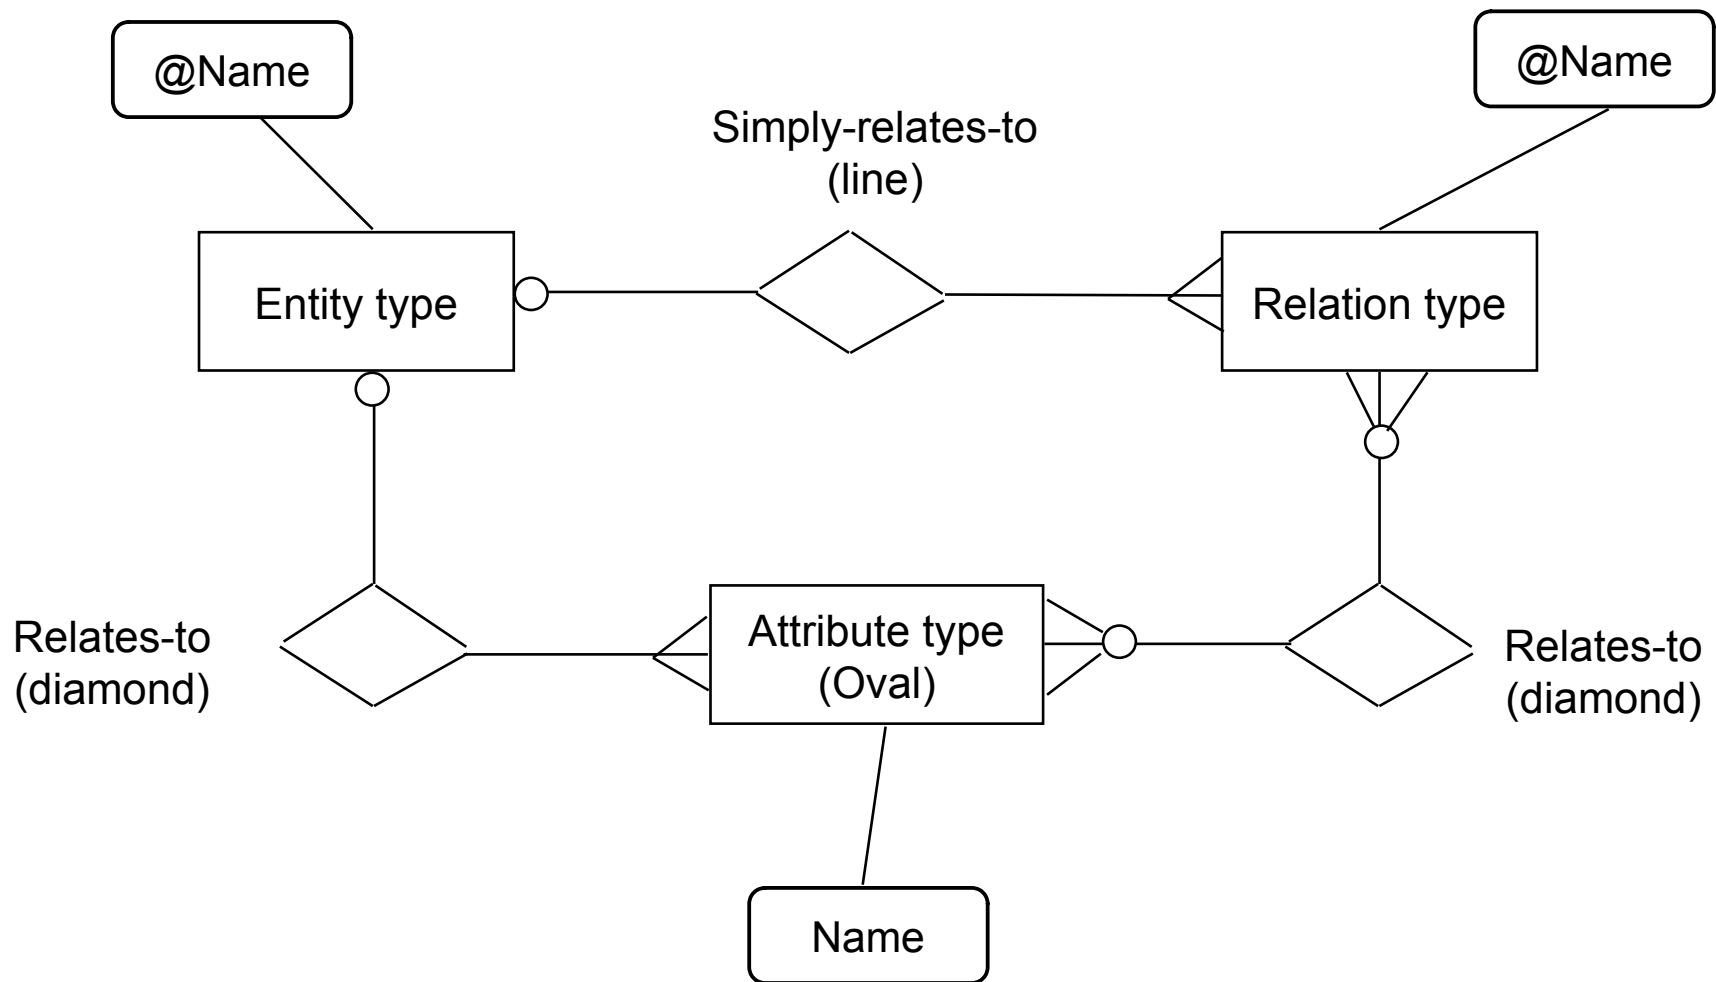 @Name
@Name
Simply-relates-to
(line)
Entity type
Relation type
Relates-to
(diamond)
Attribute type
(Oval)
Relates-to
(diamond)
Name